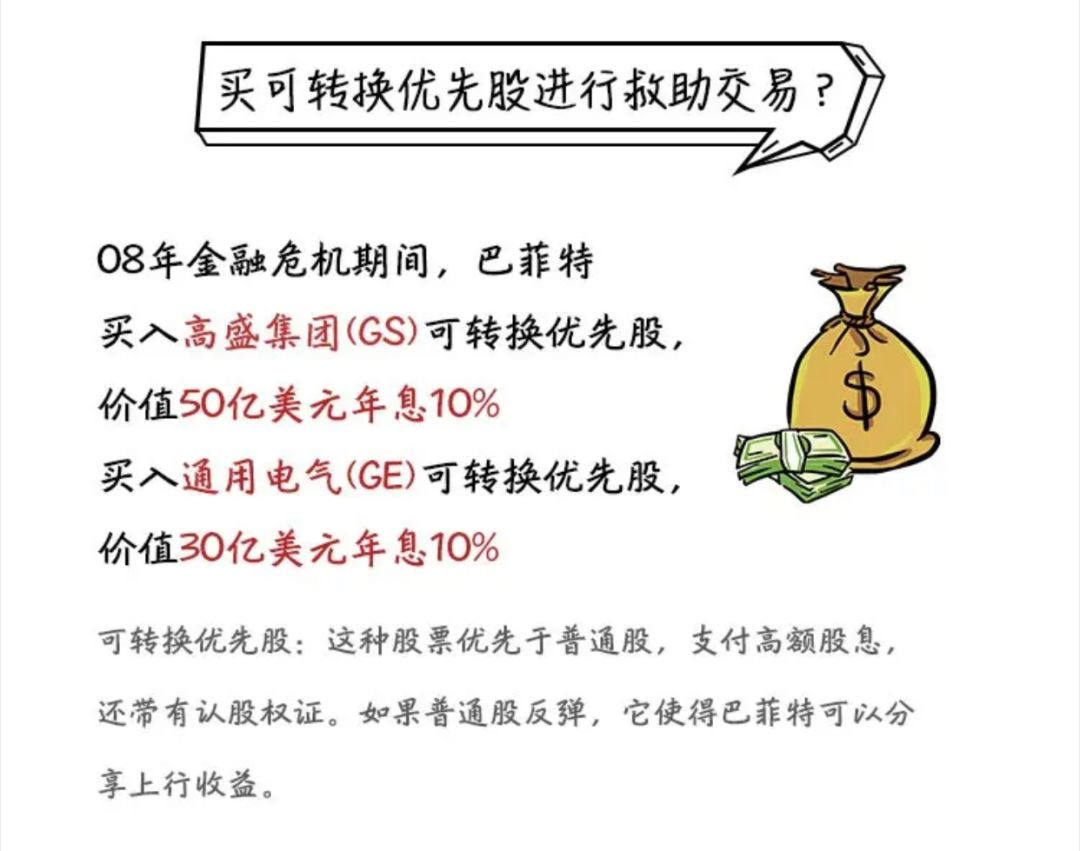 买可转换优先股进行救助交易？
08年金融危机期间，巴菲特
买入高盛集团(GS)可转换优先股，
价值50亿美元年息10%
买入通用电气(GE)可转换优先股，
价值30亿美元年息10%
$
可转换优先股：这种股票优先于普通股，支付高额股息，
还带有认股权证。如果普通股反弹，它使得巴菲特可以分
享上行收益。